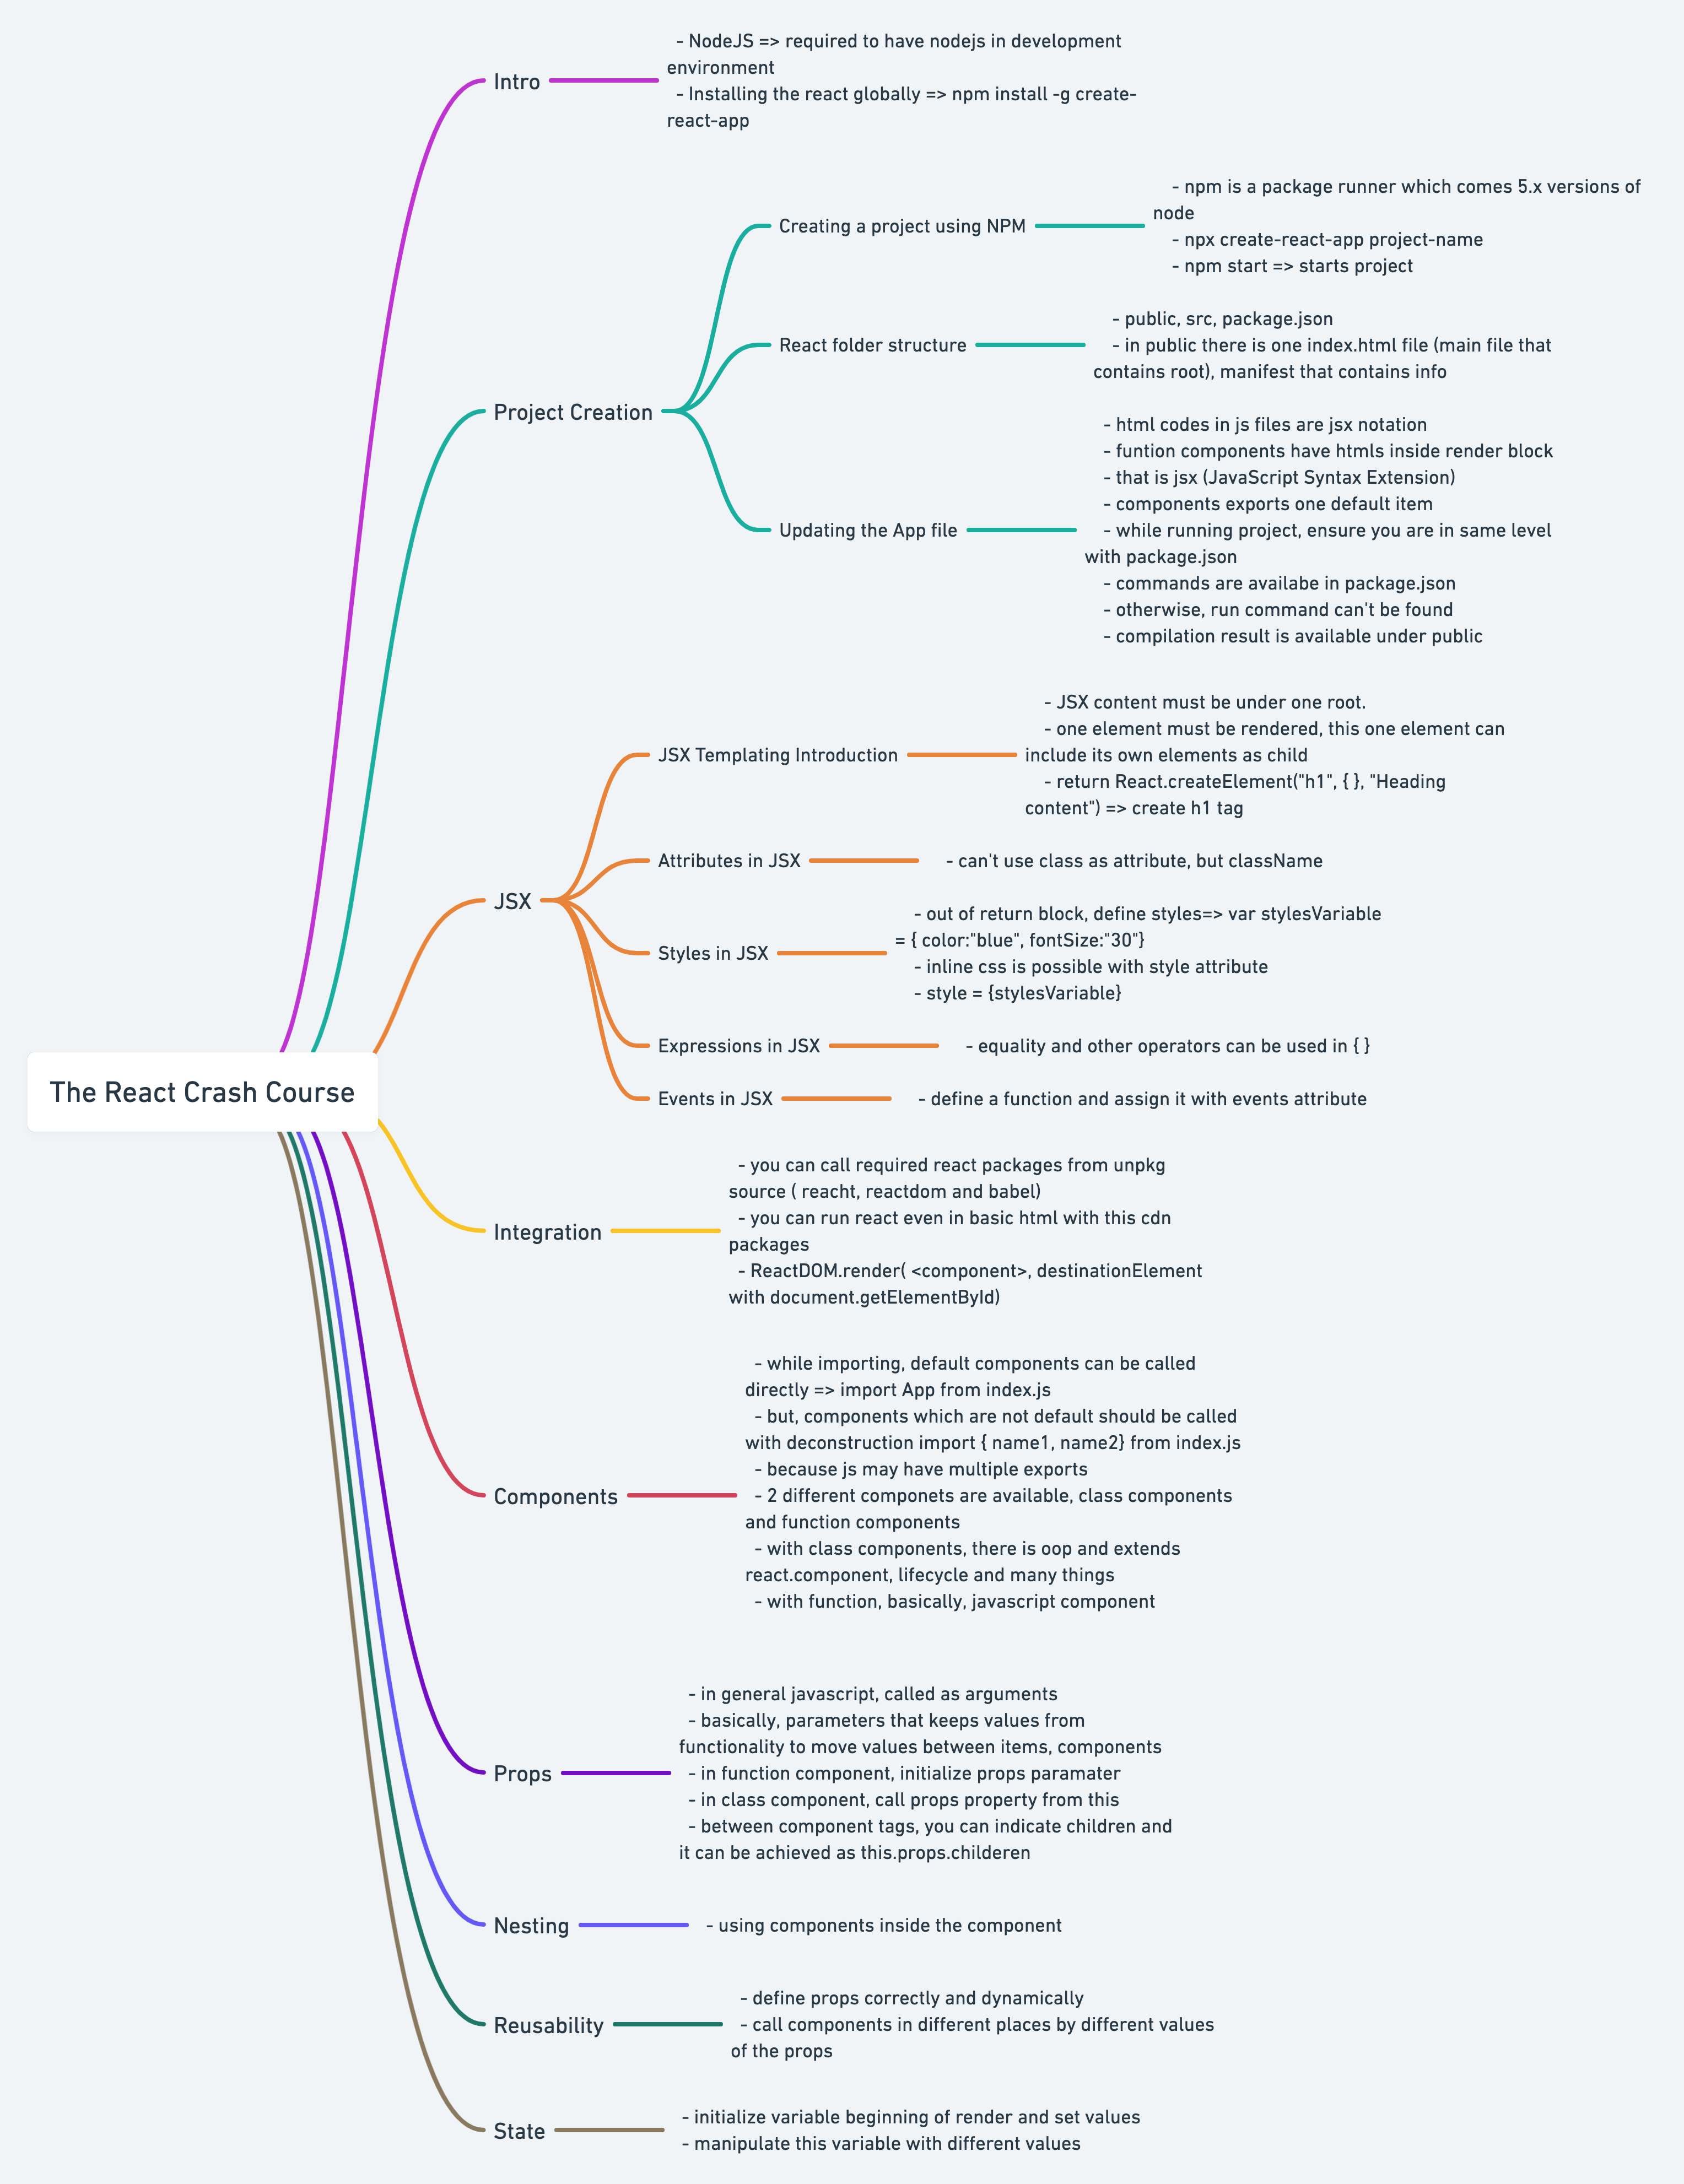 - NodeJS => required to have nodejs in development
environment
- Installing the react globally => npm install -g create-
react-app
Intro
- npm is a package runner which comes 5.x versions of
node
- npx create-react-app project-name
- npm start => starts project
Creating a project using NPM
- public, src, package.json
- in public there is one index.html file (main file that
contains root), manifest that contains info
React folder structure
Project Creation
- html codes in js files are jsx notation
- funtion components have htmls inside render block
- that is jsx (JavaScript Syntax Extension)
- components exports one default item
- while running project, ensure you are in same level
with package.json
- commands are availabe in package.json
- otherwise, run command can't be found
- compilation result is available under public
Updating the App file
- JSX content must be under one root.
- one element must be rendered, this one element can
include its own elements as child
- return React.createElement("h1", { }, "Heading
content") => create h1 tag
JSX Templating Introduction
Attributes in JSX
- can't use class as attribute, but className
JSX
- out of return block, define styles=> var stylesVariable
= { color:"blue", fontSize:"30"}
- inline css is possible with style attribute
- style = {stylesVariable}
Styles in JSX
Expressions in JSX
- equality and other operators can be used in { }
The React Crash Course
Events in JSX
- define a function and assign it with events attribute
- you can call required react packages from unpkg
source ( reacht, reactdom and babel)
- you can run react even in basic html with this cdn
packages
- ReactDOM.render( <component>, destinationElement
with document.getElementById)
Integration
- while importing, default components can be called
directly => import App from index.js
- but, components which are not default should be called
with deconstruction import { name1, name2} from index.js
- because js may have multiple exports
- 2 different componets are available, class components
and function components
- with class components, there is oop and extends
react.component, lifecycle and many things
- with function, basically, javascript component
Components
- in general javascript, called as arguments
- basically, parameters that keeps values from
functionality to move values between items, components
- in function component, initialize props paramater
- in class component, call props property from this
- between component tags, you can indicate children and
it can be achieved as this.props.childeren
Props
Nesting
- using components inside the component
- define props correctly and dynamically
- call components in different places by different values
of the props
Reusability
- initialize variable beginning of render and set values
- manipulate this variable with different values
State